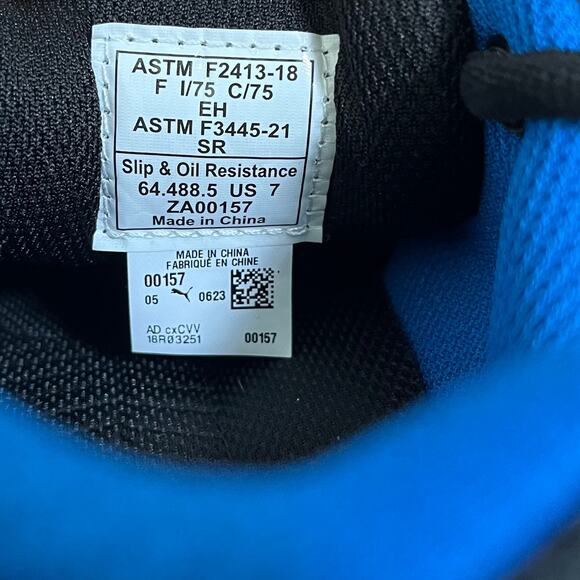 ASTM F2413-18
F I/75 C/75
EH
ASTM F3445-21
SR
Slip & Oil Resistance
64.488.5 US 7
ZA00157
Made in China
MADE IN CHINA
FABRIQUÉ EN CHINE
00157
05 0623
AD cxCVV
18R03251 00157